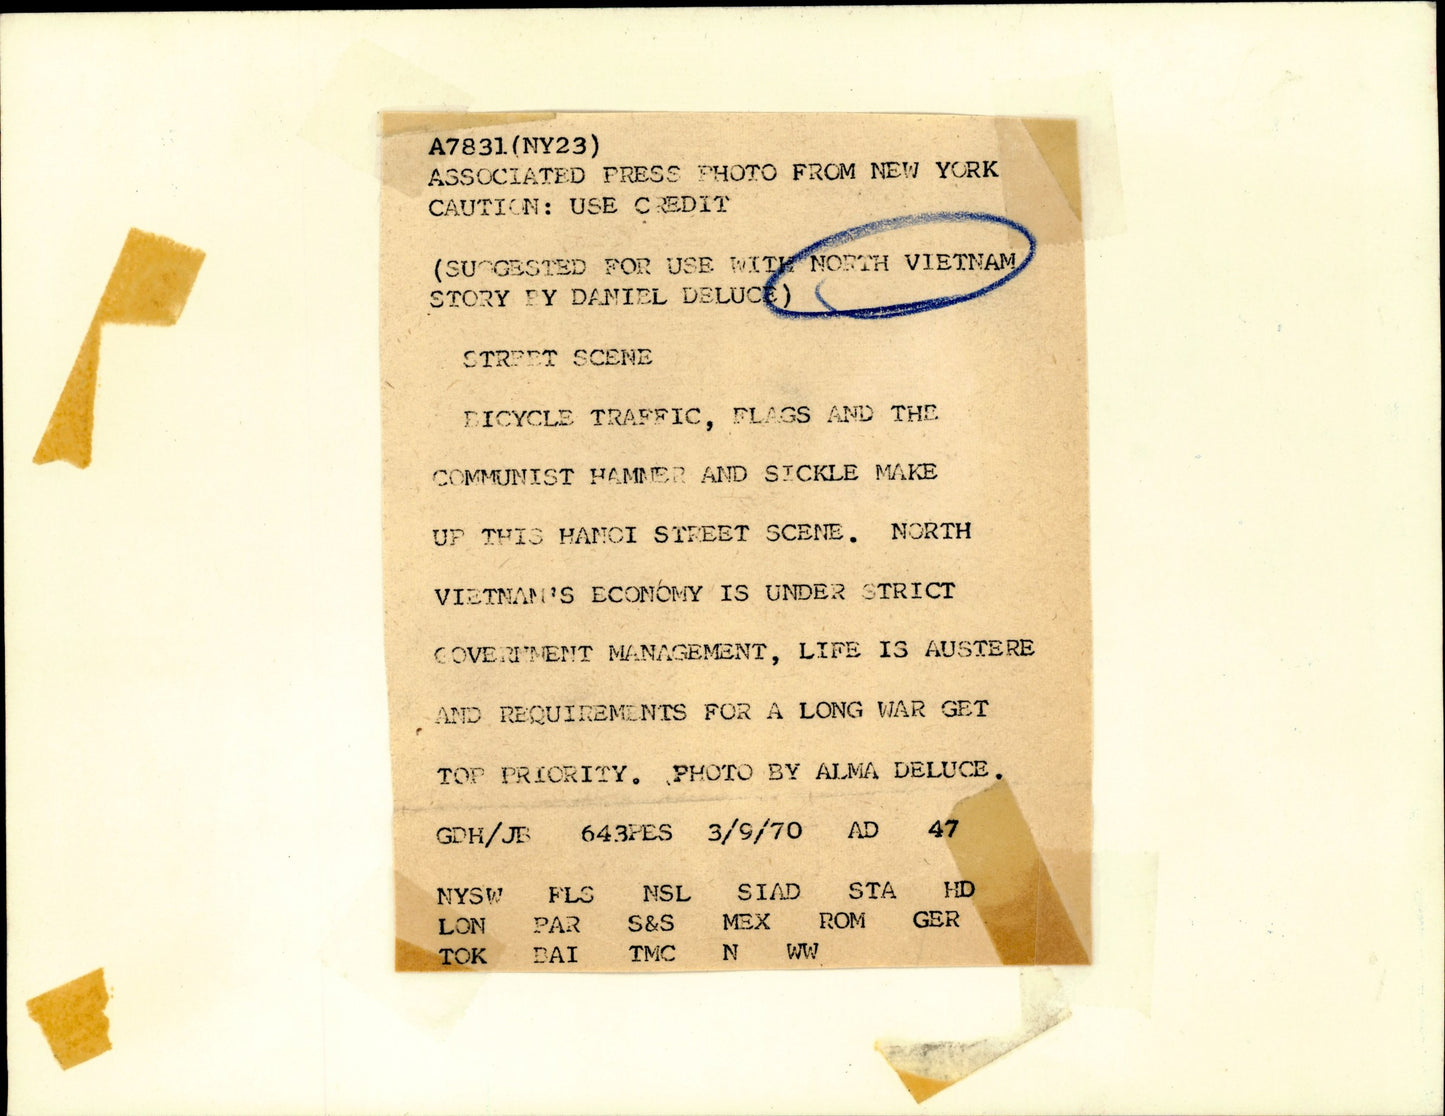 A7831(NY23)
ASSOCIATED PRESS PHOTO FROM NEW YORK
CAUTION: USE CREDIT
(SUGGESTED FOR USE WITH NORTH VIETNAM
STORY BY DANIEL DELUCE)
STREET SCENE
BICYCLE TRAFFIC, FLAGS AND THE
COMMUNIST HAMMER AND SICKLE MAKE
UP THIS HANOI STREET SCENE. NORTH
VIETNAM'S ECONOMY IS UNDER STRICT
GOVERNMENT MANAGEMENT, LIFE IS AUSTERE
AND REQUIREMENTS FOR A LONG WAR GET
TOP PRIORITY. PHOTO BY ALMA DELUCE.
GDH/JB 643PES 3/9/70 AD 47
NYSW FLS NSL SIAD STA HD
LON PAR S&S MEX ROM GER
TOK BAI TMC N WW